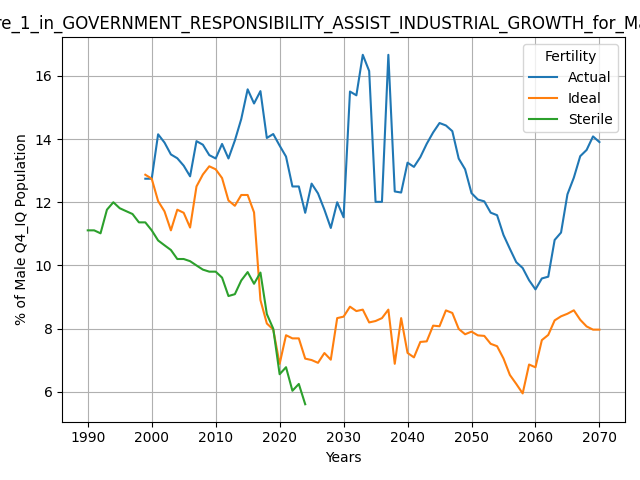 re_1_in_GOVERNMENT_RESPONSIBILITY_ASSIST_INDUSTRIAL_GROWTH_for_Ma
Fertility
Actual
Ideal
Sterile
% of Male Q4_IQ Population
16
14
12
10
8
6
1990 2000 2010 2020 2030 2040 2050 2060 2070
Years